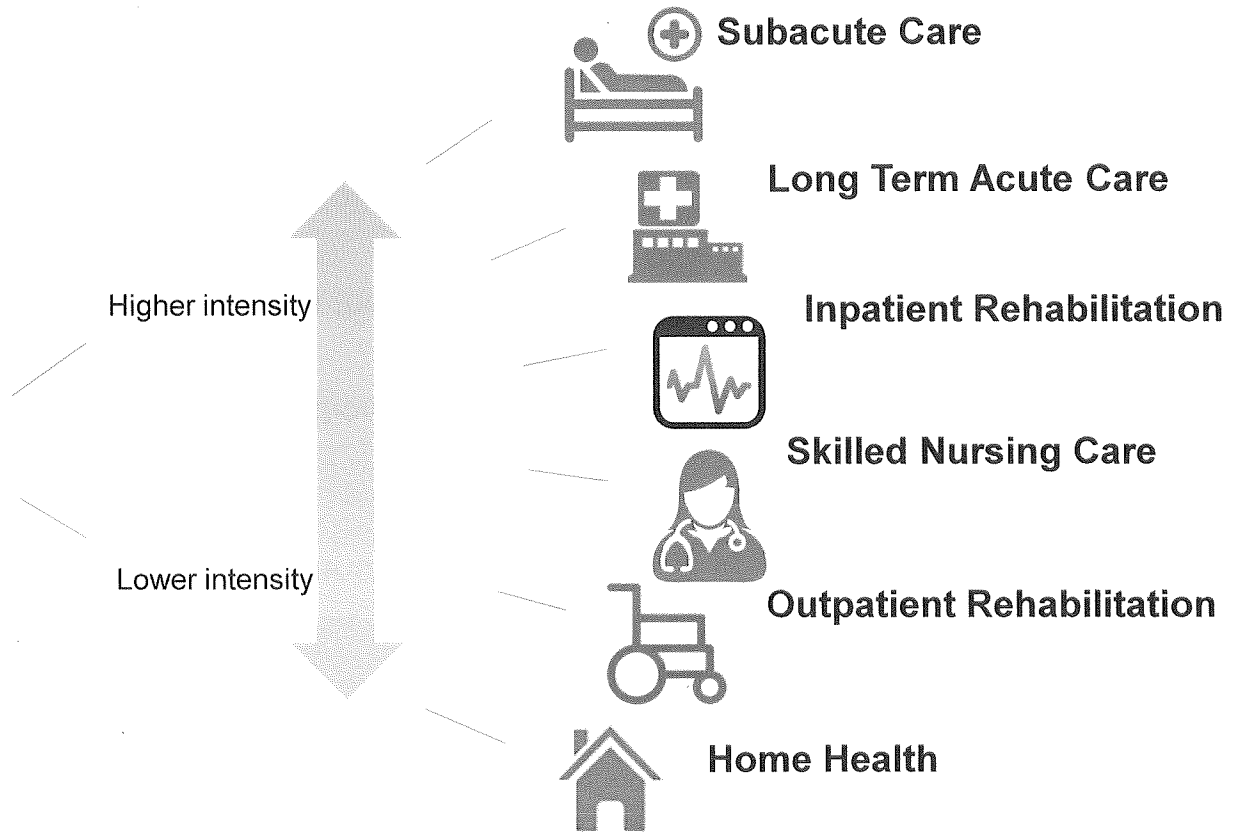 Subacute Care
Long Term Acute Care
Higher intensity
Inpatient Rehabilitation
Skilled Nursing Care
Lower intensity
Outpatient Rehabilitation
Home Health